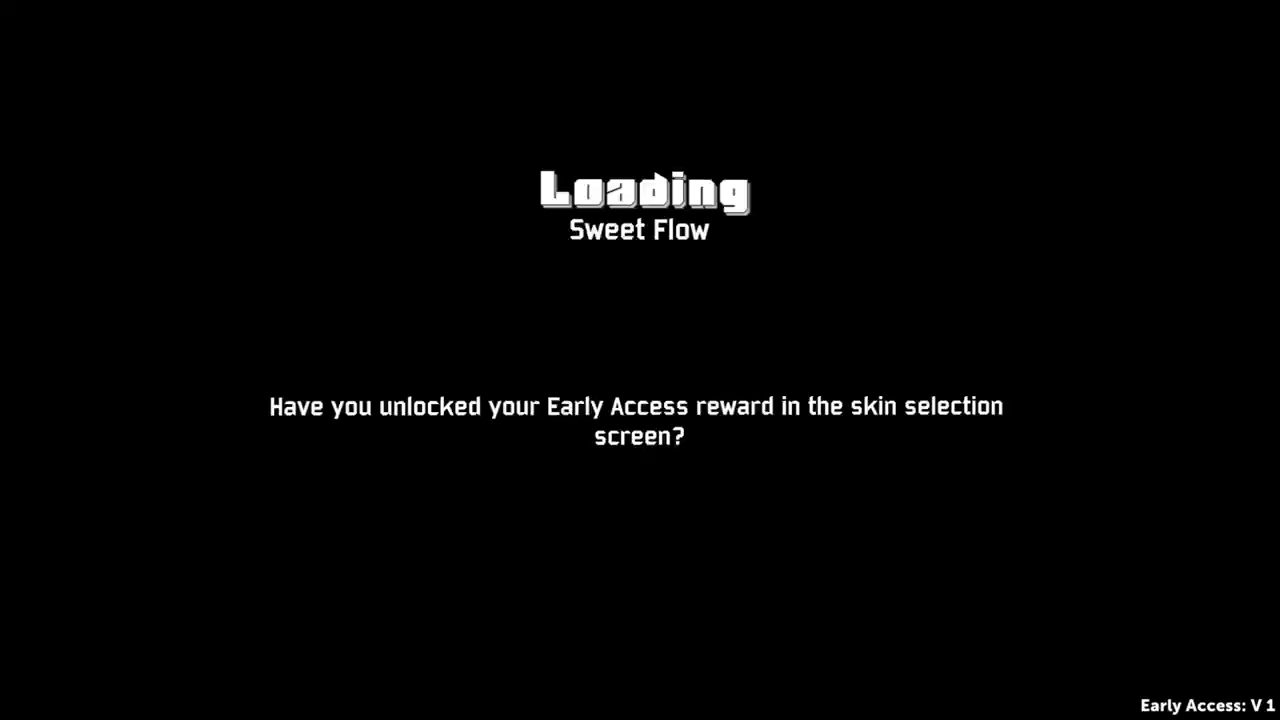 Loading
Sweet Flow
Have you unlocked your Early Access reward in the skin selection
screen?
Early Access: V 1